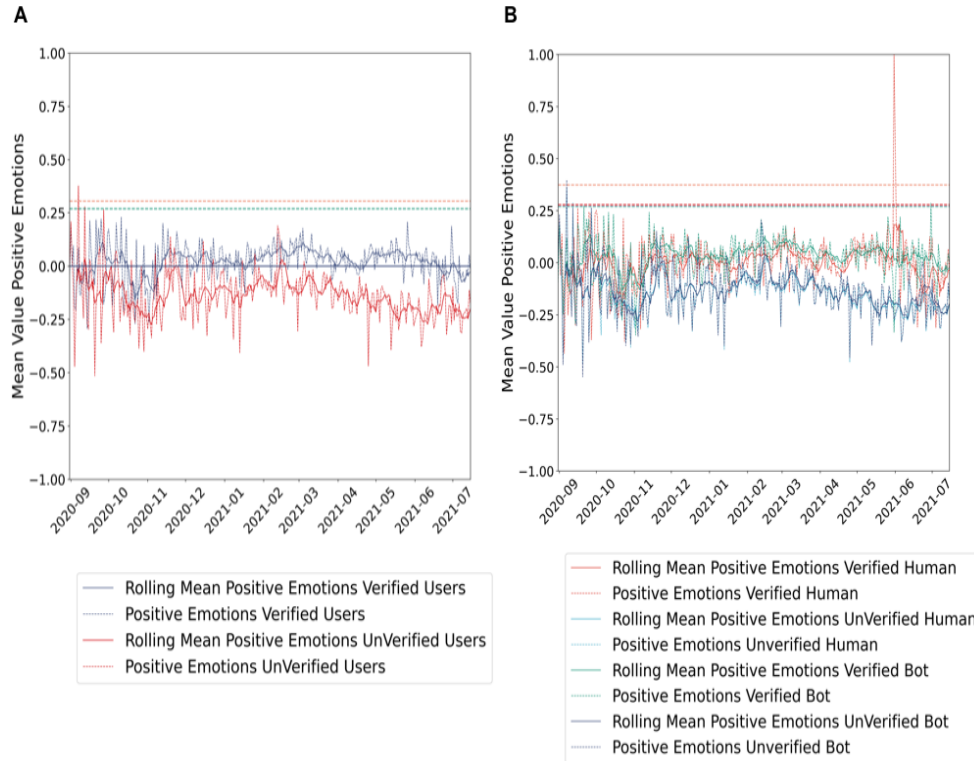 A
Mean Value Positive Emotions
1.00
0.75
0.50
0.25
0.00
−0.25
−0.50
−0.75
−1.00
2020-09
2020-10
2020-11
2020-12
2021-01
2021-02
2021-03
2021-04
2021-05
2021-06
2021-07
Rolling Mean Positive Emotions Verified Users
Positive Emotions Verified Users
Rolling Mean Positive Emotions UnVerified Users
Positive Emotions UnVerified Users
B
Mean Value Positive Emotions
1.00
0.75
0.50
0.25
0.00
−0.25
−0.50
−0.75
−1.00
2020-09
2020-10
2020-11
2020-12
2021-01
2021-02
2021-03
2021-04
2021-05
2021-06
2021-07
Rolling Mean Positive Emotions Verified Human
Positive Emotions Verified Human
Rolling Mean Positive Emotions UnVerified Human
Positive Emotions Unverified Human
Rolling Mean Positive Emotions Verified Bot
Positive Emotions Verified Bot
Rolling Mean Positive Emotions UnVerified Bot
Positive Emotions Unverified Bot